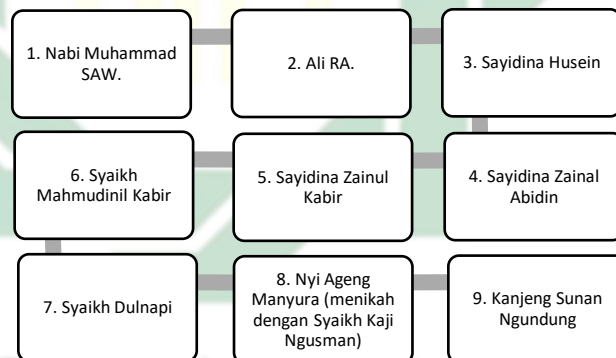 1. Nabi Muhammad
SAW.
2. Ali RA.
3. Sayidina Husein
4. Sayidina Zainal
Abidin
5. Sayidina Zainul
Kabir
6. Syaikh
Mahmudinil Kabir
7. Syaikh Dulnapi
8. Nyi Ageng
Manyura (menikah
dengan Syaikh Kaji
Ngusman)
9. Kanjeng Sunan
Ngundung